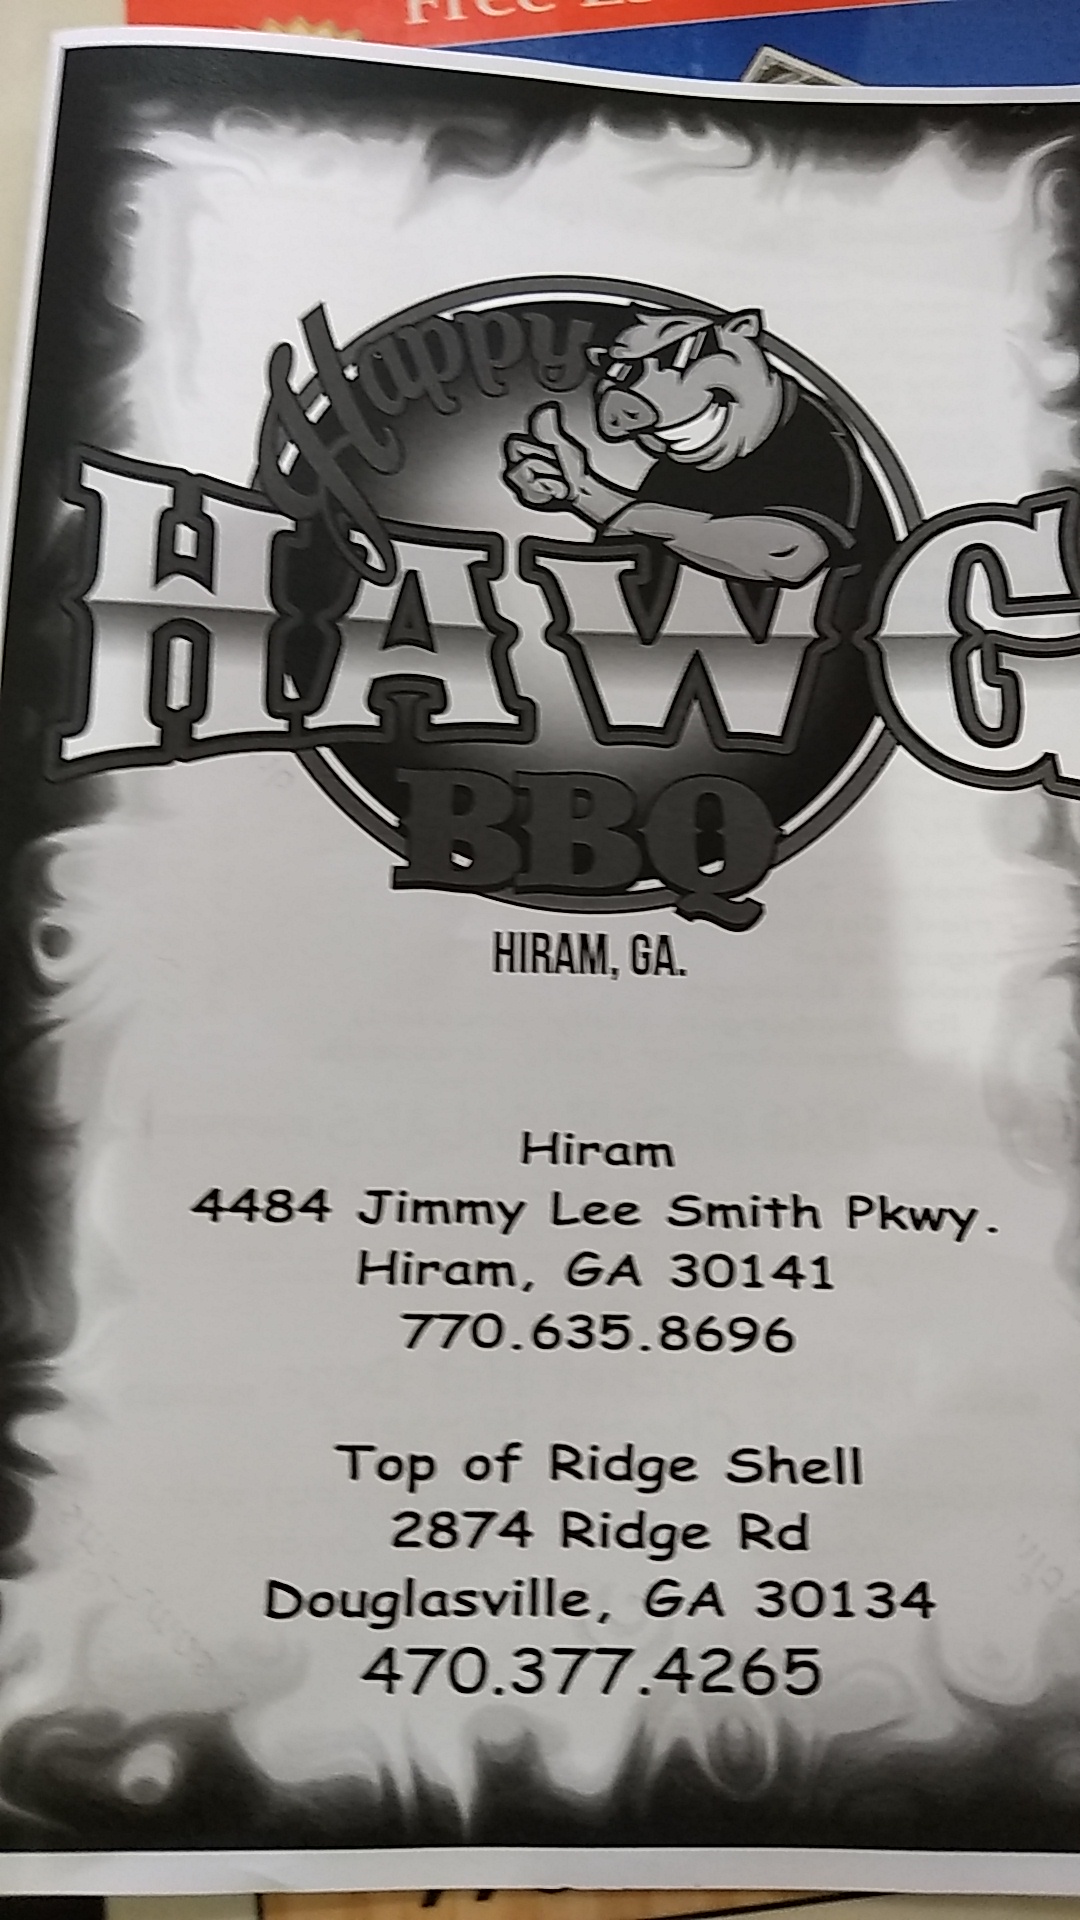 Free
Happy
HAWG
BBQ
HIRAM, GA.
Hiram
4484 Jimmy Lee Smith Pkwy.
Hiram, GA 30141
770.635.8696
Top of Ridge Shell
2874 Ridge Rd
Douglasville, GA 30134
470.377.4265